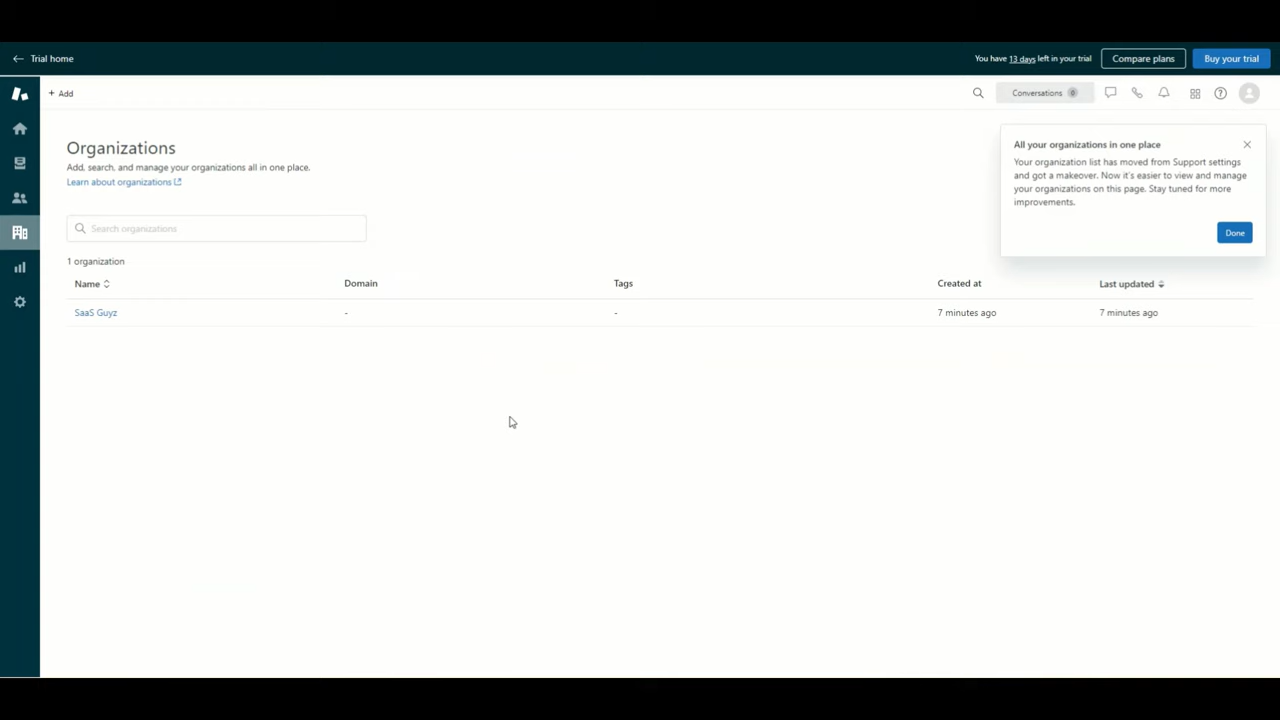 Trial home
You have 13 days left in your trial
Compare plans
Buy your trial
+ Add
Conversations 0
Organizations
Add, search, and manage your organizations all in one place.
Learn about organizations
All your organizations in one place
Your organization list has moved from Support settings
and got a makeover. Now it's easier to view and manage
your organizations on this page. Stay tuned for more
improvements.
Done
Search organizations
1 organization
Name Domain Tags Created at Last updated
SaaS Guyz - - 7 minutes ago 7 minutes ago